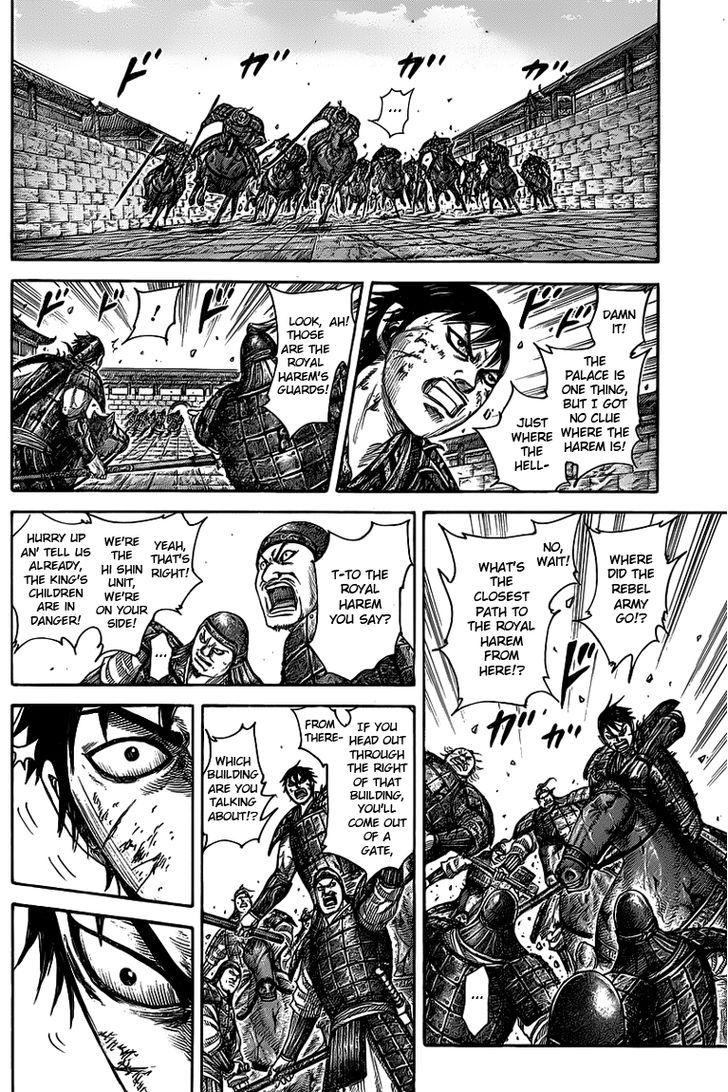 ド
ガ
ガ
ド
...
DAMN
IT!
THE
PALACE IS
ONE THING,
BUT I GOT
NO CLUE
WHERE THE
HAREM IS!
JUST
WHERE
THE
HELL-
LOOK, AH!
THOSE
ARE THE
ROYAL
HAREM'S
GUARDS!
!
ド
ド
WHERE
DID THE
REBEL
ARMY
GO!?
NO,
WAIT!
WHAT'S
THE
CLOSEST
PATH TO
THE ROYAL
HAREM
FROM
HERE!?
ド
ガ
ガ
...
T-TO THE
ROYAL
HAREM
YOU SAY?
YEAH,
THAT'S
RIGHT!
WE'RE
THE
HI SHIN
UNIT,
WE'RE
ON YOUR
SIDE!
HURRY UP
AN' TELL US
ALREADY,
THE KING'S
CHILDREN
ARE IN
DANGER!
...
IF YOU
HEAD OUT
THROUGH
THE RIGHT
OF THAT
BUILDING,
YOU'LL
COME OUT
OF A
GATE,
FROM
THERE-
WHICH
BUILDING
ARE YOU
TALKING
ABOUT!?